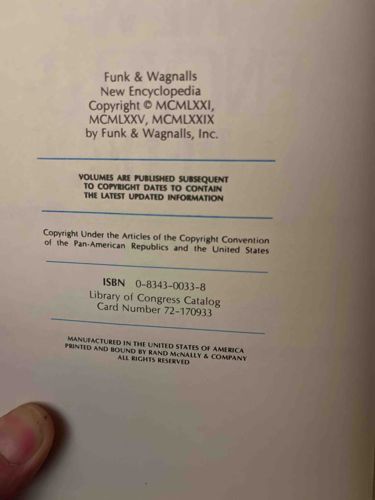 Funk & Wagnalls
New Encyclopedia
Copyright © MCMLXXI,
MCMLXXV, MCMLXXIX
by Funk & Wagnalls, Inc.
VOLUMES ARE PUBLISHED SUBSEQUENT
TO COPYRIGHT DATES TO CONTAIN
THE LATEST UPDATED INFORMATION
Copyright Under the Articles of the Copyright Convention
of the Pan-American Republics and the United States
ISBN 0-8343-0033-8
Library of Congress Catalog
Card Number 72-170933
MANUFACTURED IN THE UNITED STATES OF AMERICA
PRINTED AND BOUND BY RAND McNALLY & COMPANY
ALL RIGHTS RESERVED